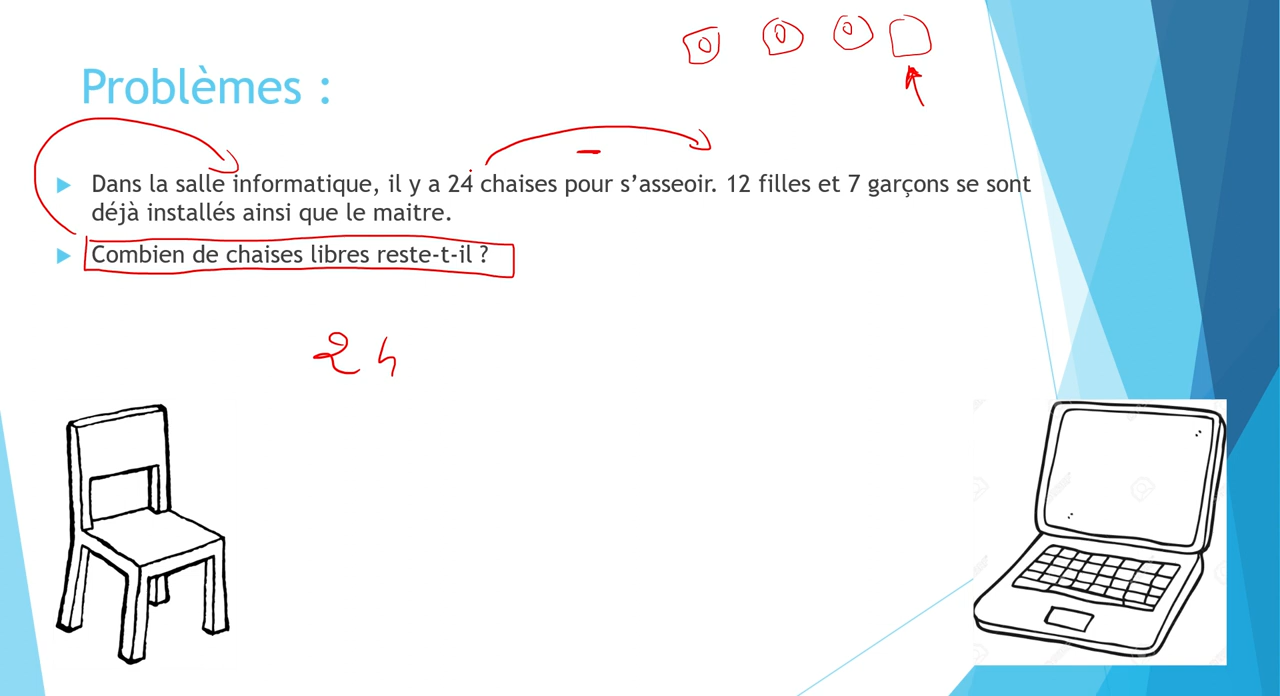 Problèmes :
Dans la salle informatique, il y a 24 chaises pour s’asseoir. 12 filles et 7 garçons se sont
déjà installés ainsi que le maitre.
Combien de chaises libres reste-t-il ?
24